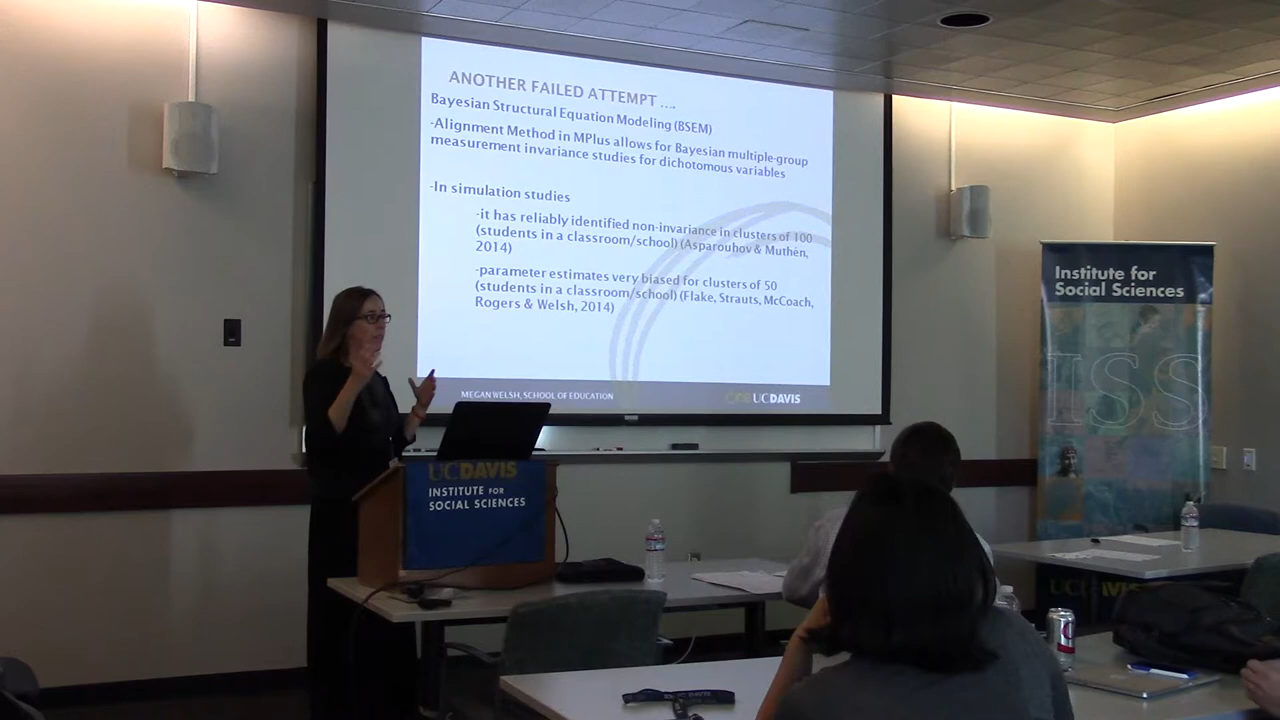 ANOTHER FAILED ATTEMPT ....
Bayesian Structural Equation Modeling (BSEM)
-Alignment Method in MPlus allows for Bayesian multiple-group
measurement invariance studies for dichotomous variables
-In simulation studies
-it has reliably identified non-invariance in clusters of 100
(students in a classroom/school) (Asparouhov & Muthén,
2014)
-parameter estimates very biased for clusters of 50
(students in a classroom/school) (Flake, Strauts, McCoach,
Rogers & Welsh, 2014)
MEGAN WELSH, SCHOOL OF EDUCATION
UCDAVIS
Institute for
Social Sciences
ISS
UCDAVIS
INSTITUTE FOR
SOCIAL SCIENCES